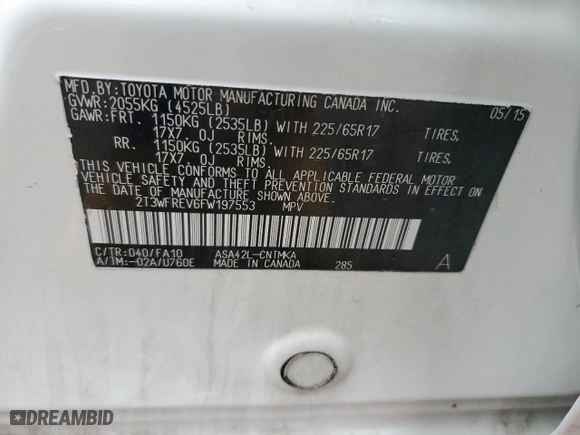 MFD.BY:TOYOTA MOTOR MANUFACTURING CANADA INC.
GVWR:2055KG (4525LB) 05/15
GAWR:FRT. 1150KG (2535LB) WITH 225/65R17 TIRES,
17X7 0J RIMS.
RR. 1150KG (2535LB) WITH 225/65R17 TIRES,
17X7 0J RIMS.
THIS VEHICLE CONFORMS TO ALL APPLICABLE FEDERAL MOTOR
VEHICLE SAFETY AND THEFT PREVENTION STANDARDS IN EFFECT
ON THE DATE OF MANUFACTURE SHOWN ABOVE.
2T3WFREV6FW197553 MPV
C/TR:040/FA10 ASA42L-CNTMKA
A/TM:-02A/U760E MADE IN CANADA 285 A
DREAMBID